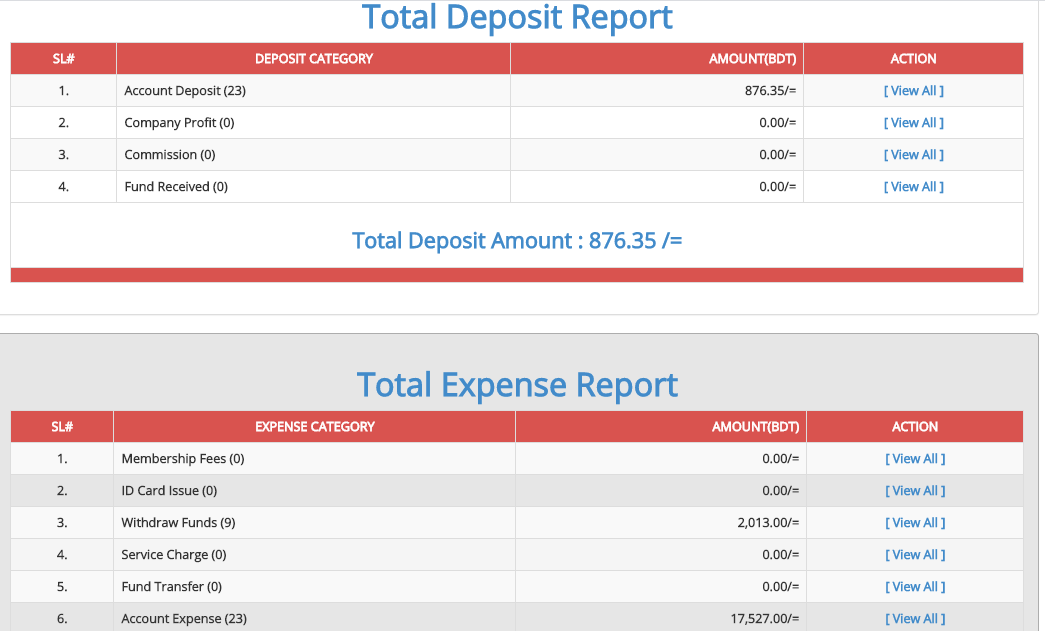 Total Deposit Report
SL# DEPOSIT CATEGORY AMOUNT(BDT) ACTION
1. Account Deposit (23) 876.35/= [ View All ]
2. Company Profit (0) 0.00/= [ View All ]
3. Commission (0) 0.00/= [ View All ]
4. Fund Received (0) 0.00/= [ View All ]
Total Deposit Amount : 876.35 /=
Total Expense Report
SL# EXPENSE CATEGORY AMOUNT(BDT) ACTION
1. Membership Fees (0) 0.00/= [ View All ]
2. ID Card Issue (0) 0.00/= [ View All ]
3. Withdraw Funds (9) 2,013.00/= [ View All ]
4. Service Charge (0) 0.00/= [ View All ]
5. Fund Transfer (0) 0.00/= [ View All ]
6. Account Expense (23) 17,527.00/= [ View All ]